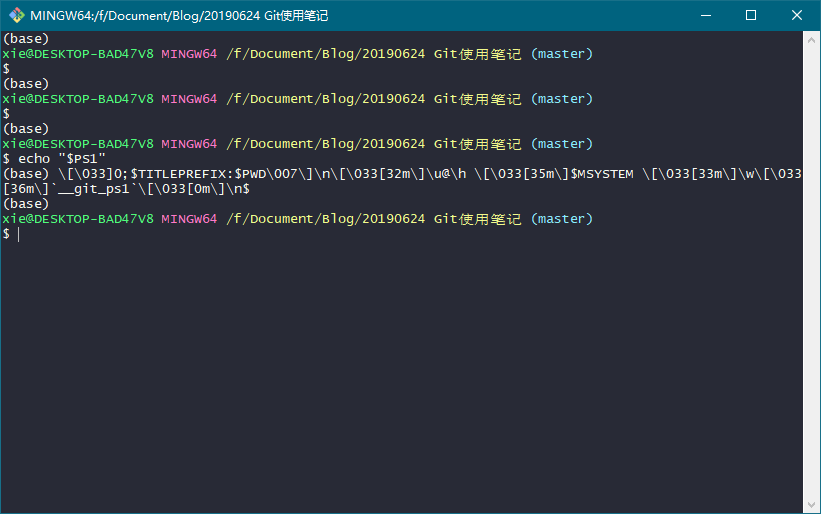 MINGW64:/f/Document/Blog/20190624 Git使用笔记
(base)
xie@DESKTOP-BAD47V8 MINGW64 /f/Document/Blog/20190624 Git使用笔记 (master)
$
(base)
xie@DESKTOP-BAD47V8 MINGW64 /f/Document/Blog/20190624 Git使用笔记 (master)
$
(base)
xie@DESKTOP-BAD47V8 MINGW64 /f/Document/Blog/20190624 Git使用笔记 (master)
$ echo "$PS1"
(base) \[\033]0;$TITLEPREFIX:$PWD\007\]\n\[\033[32m\]\u@\h \[\033[35m\]$MSYSTEM \[\033[33m\]\w\[\033
[36m\]`__git_ps1`\[\033[0m\]\n$
(base)
xie@DESKTOP-BAD47V8 MINGW64 /f/Document/Blog/20190624 Git使用笔记 (master)
$